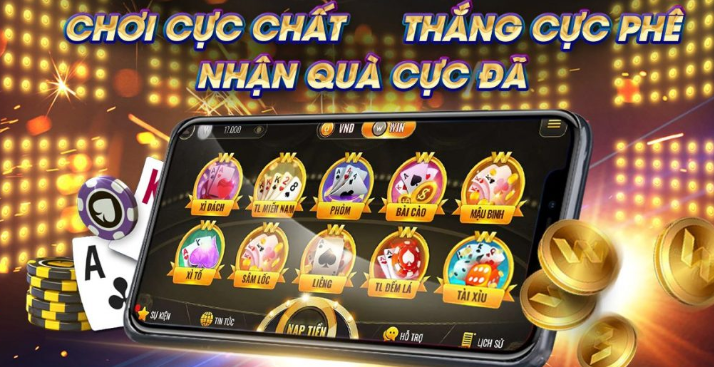 CHƠI CỰC CHẤT THẮNG CỰC PHÊ
NHẬN QUÀ CỰC ĐÃ
VND WIN
XÌ DÁCH TL MIỀN NAM PHỎM BÀI CÀO MẬU BINH
XÌ TỐ SÂM LỐC LIÊNG TL ĐẾM LÁ TÀI XỈU
SỰ KIỆN TIN TỨC NẠP TIỀN HỖ TRỢ LỊCH SỬ
A
K